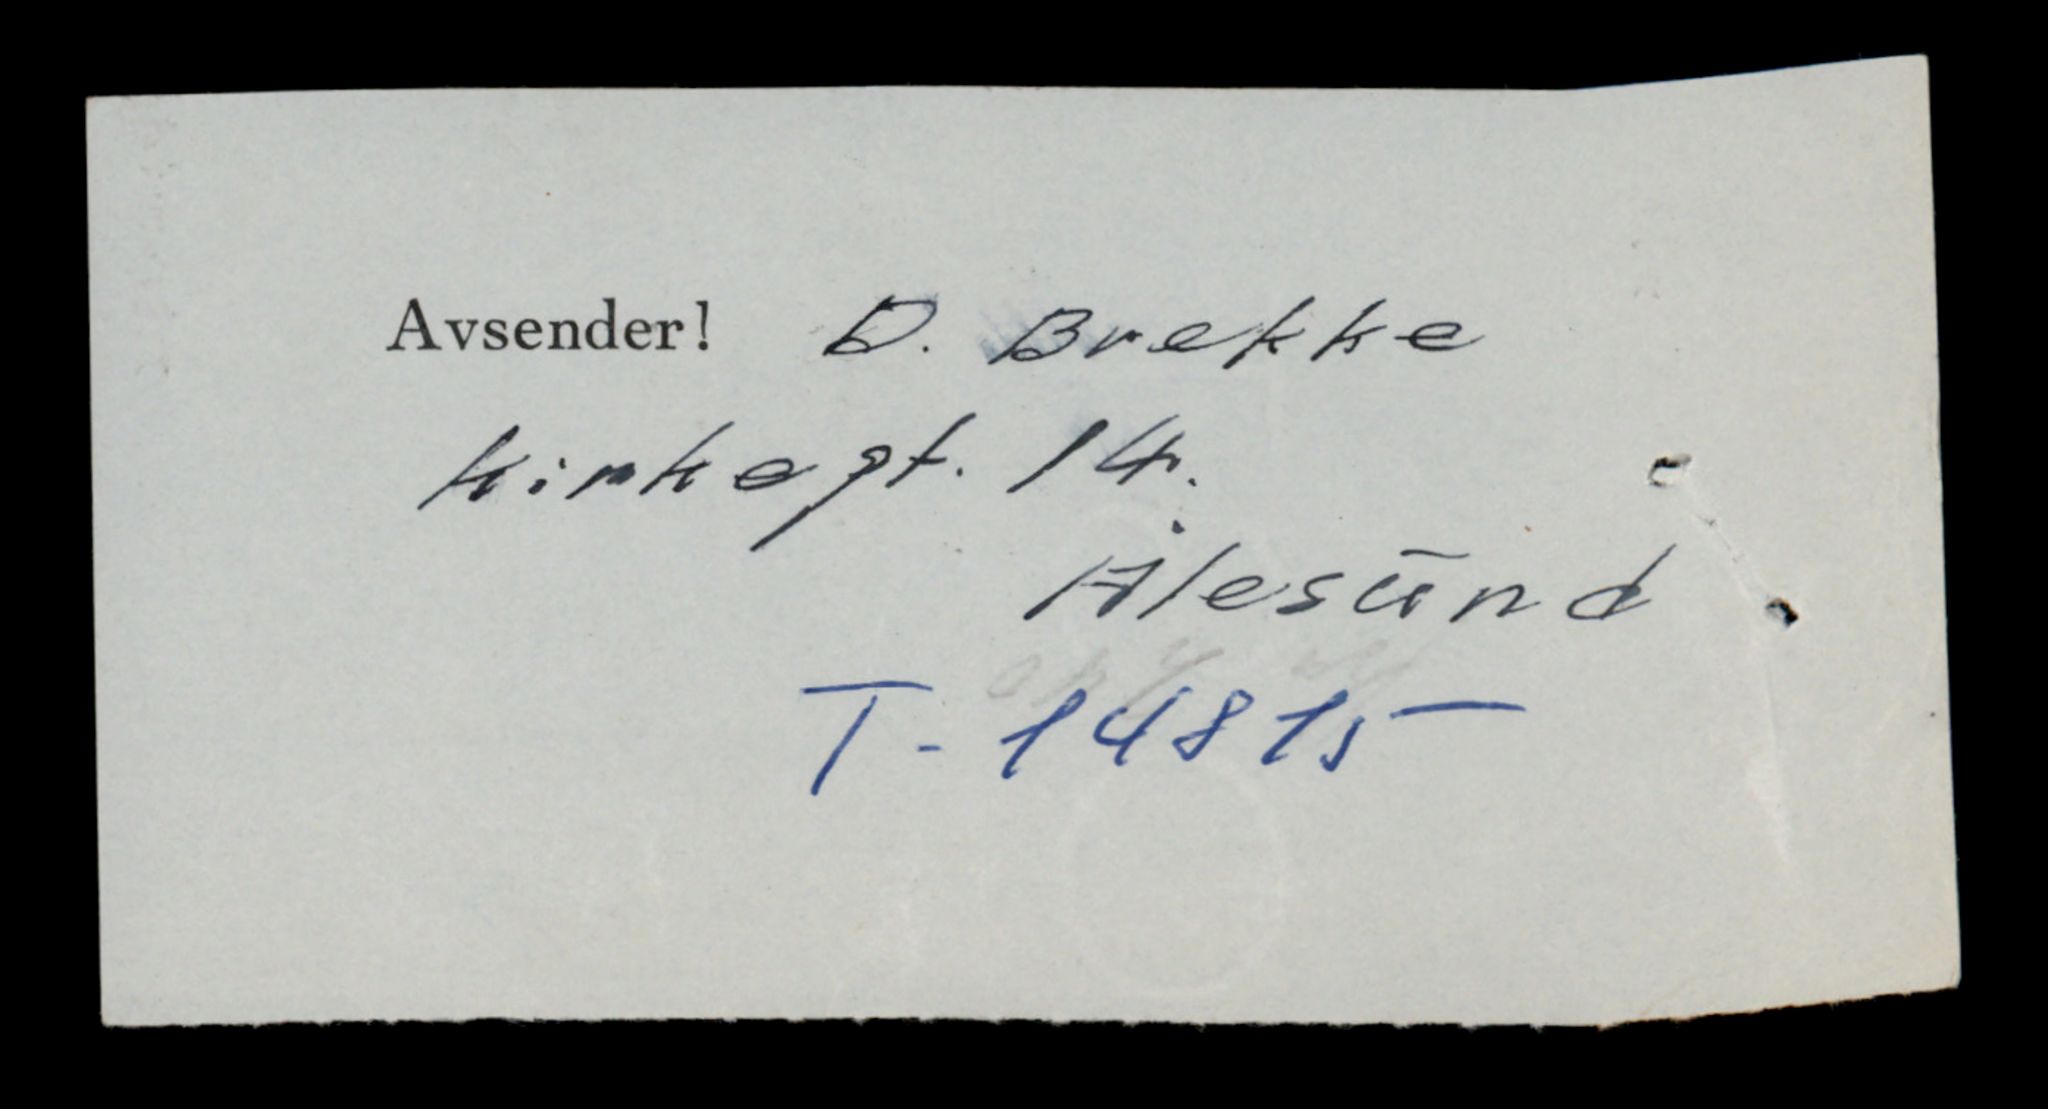 Avsender! D. Brekke
Kirkegt. 14.
Ålesund
T-14815